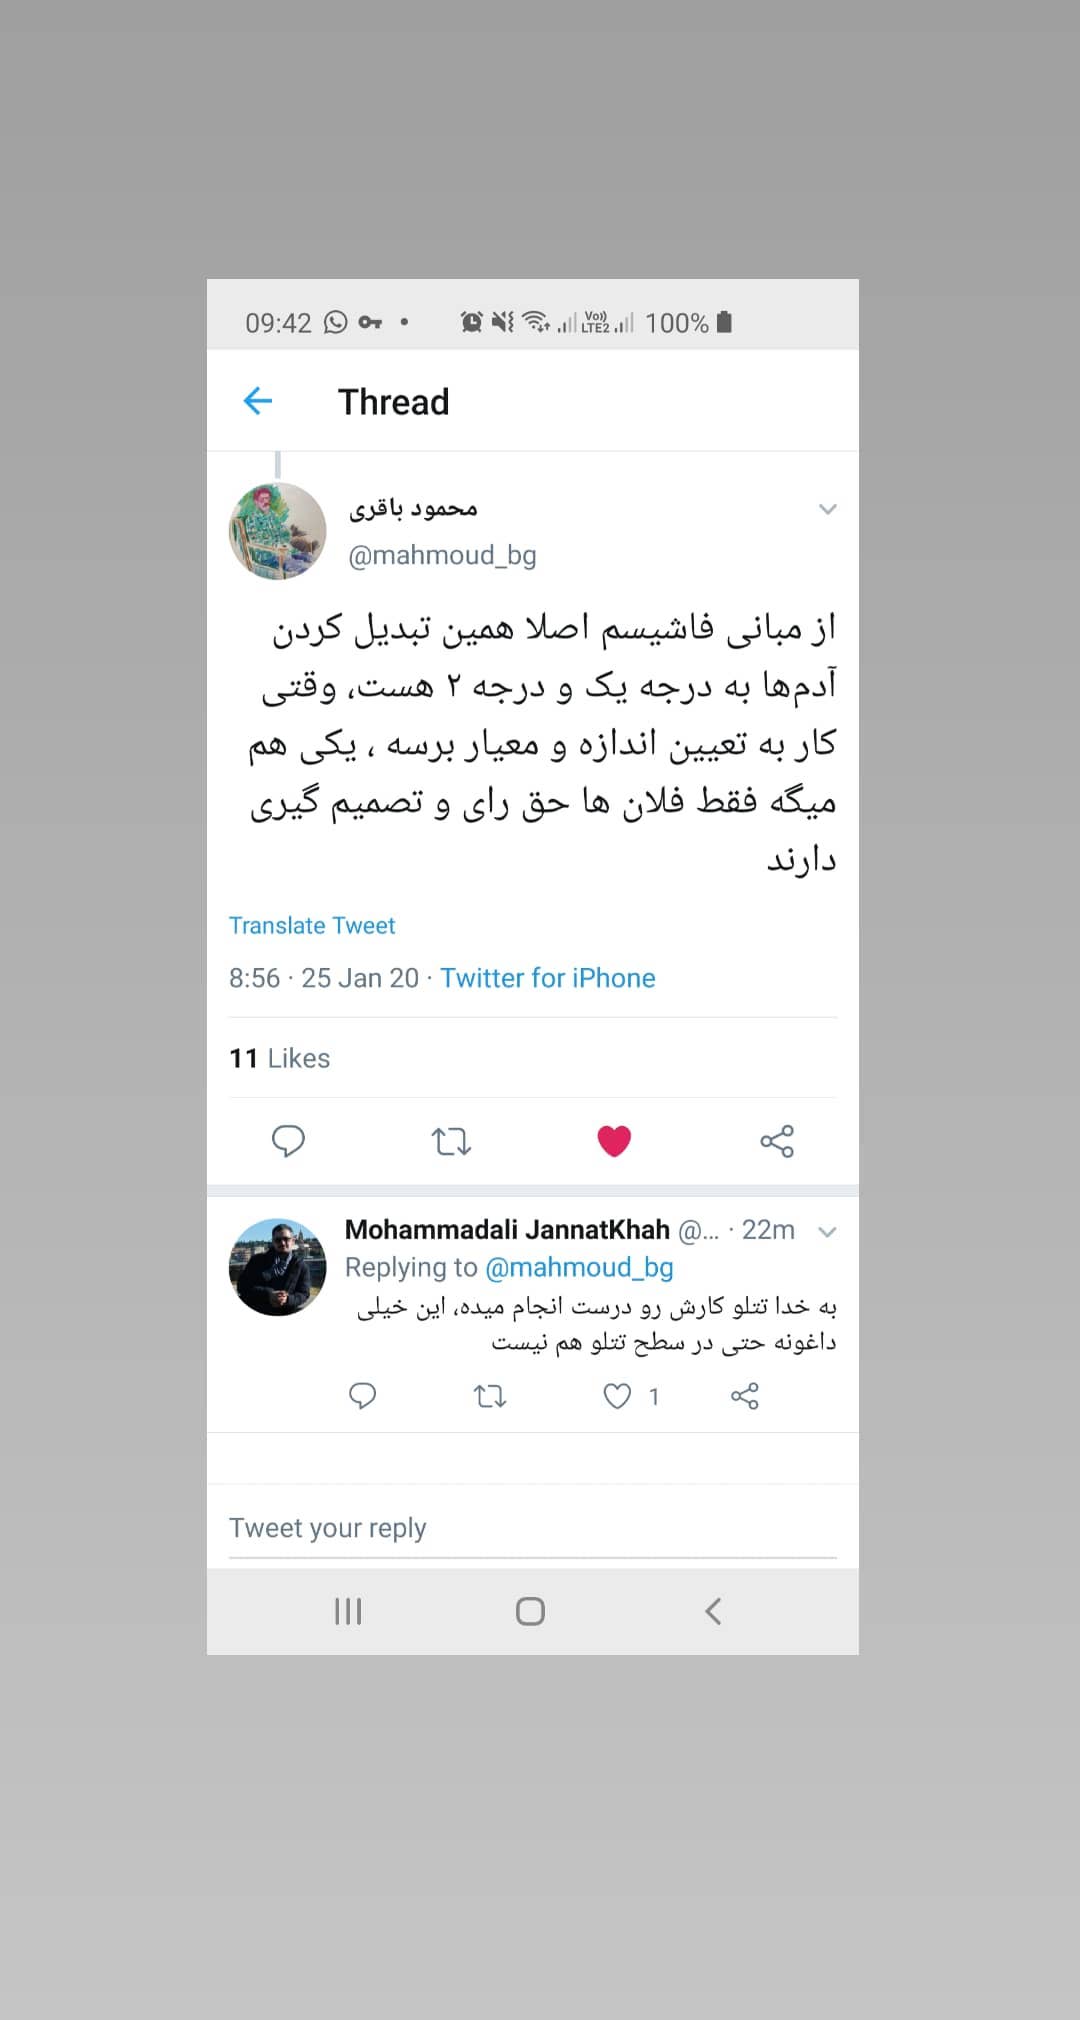 09:42 100%
Vo))
LTE2
Thread
محمود باقری
@mahmoud_bg
از مبانی فاشیسم اصلا همین تبدیل کردن
آدم‌ها به درجه یک و درجه ۲ هست، وقتی
کار به تعیین اندازه و معیار برسه ، یکی هم
میگه فقط فلان ها حق رای و تصمیم گیری
دارند
Translate Tweet
8:56 · 25 Jan 20 · Twitter for iPhone
11 Likes
Mohammadali JannatKhah @... · 22m
Replying to @mahmoud_bg
به خدا تتلو کارش رو درست انجام میده، این خیلی
داغونه حتی در سطح تتلو هم نیست
1
Tweet your reply